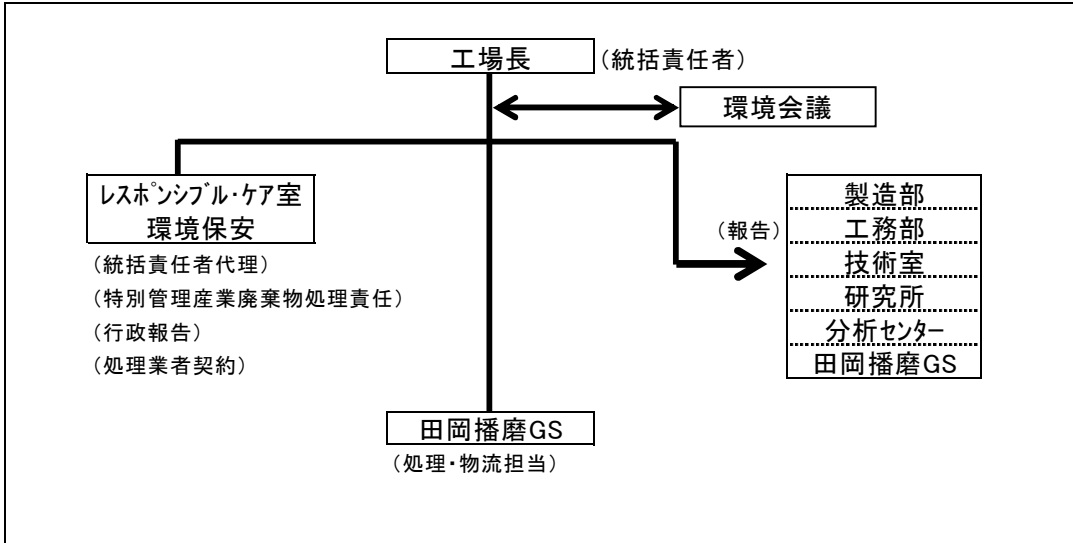 工場長
（統括責任者）
環境会議
ﾚｽﾎﾟﾝｼﾌﾞﾙ・ｹｱ室
環境保安
（統括責任者代理）
（特別管理産業廃棄物処理責任）
（行政報告）
（処理業者契約）
（報告）
製造部
工務部
技術室
研究所
分析ｾﾝﾀｰ
田岡播磨GS
田岡播磨GS
（処理・物流担当）